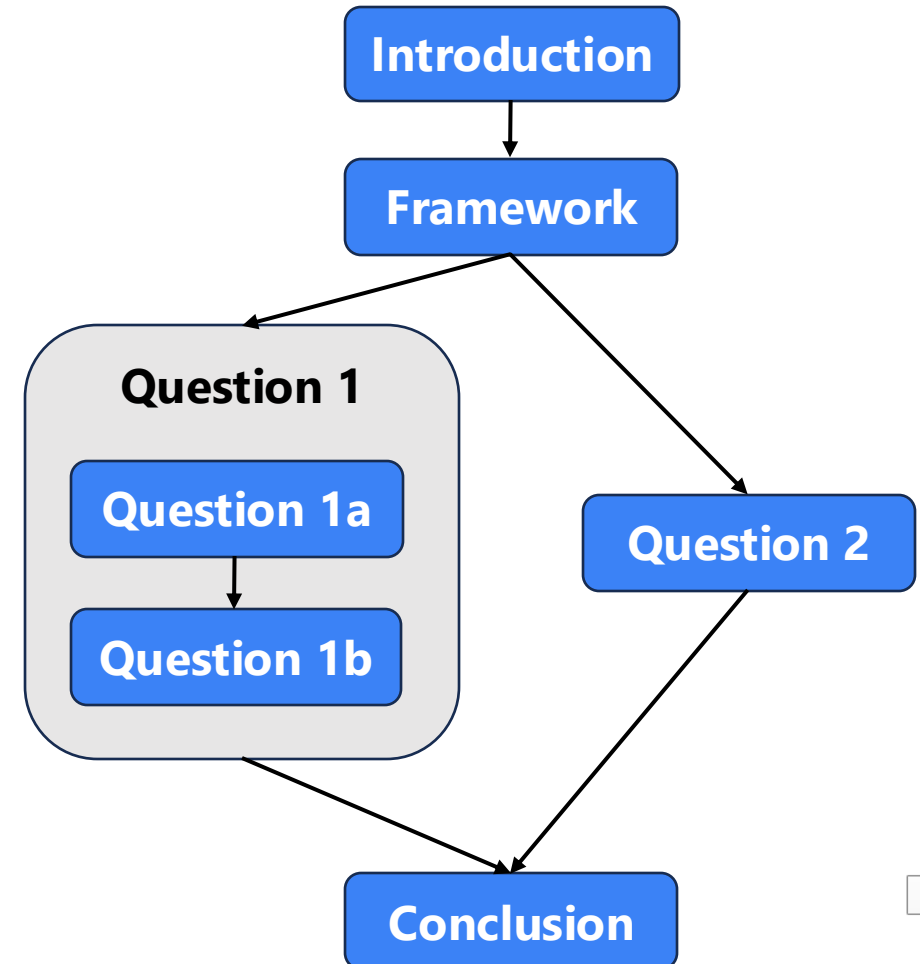 Introduction
Framework
Question 1
Question 1a
Question 1b
Question 2
Conclusion